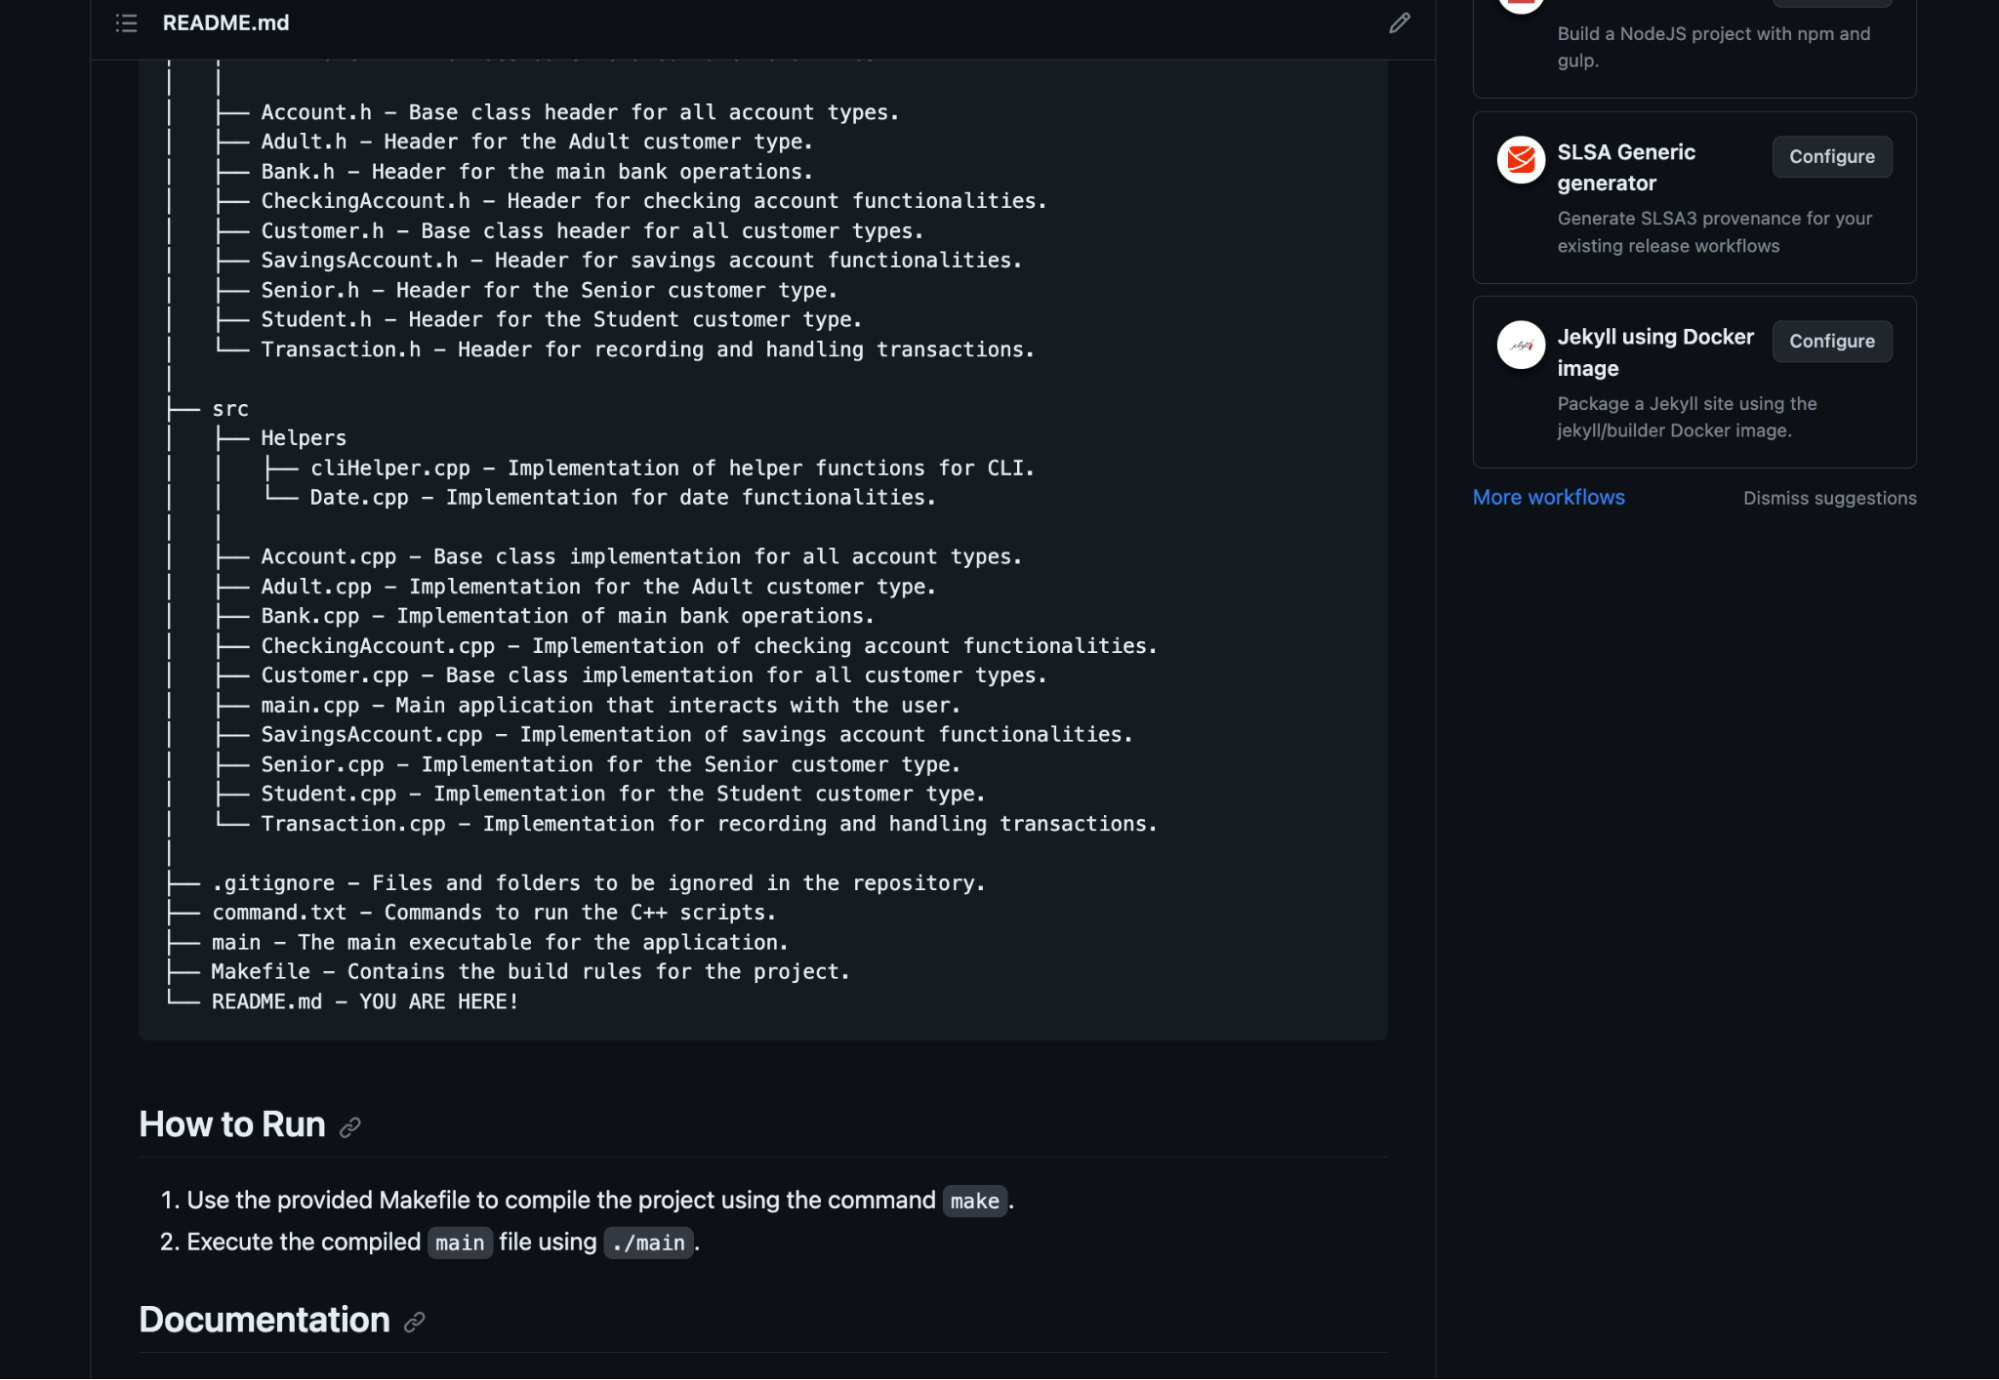 README.md
│   ├── Account.h – Base class header for all account types.
│   ├── Adult.h – Header for the Adult customer type.
│   ├── Bank.h – Header for the main bank operations.
│   ├── CheckingAccount.h – Header for checking account functionalities.
│   ├── Customer.h – Base class header for all customer types.
│   ├── SavingsAccount.h – Header for savings account functionalities.
│   ├── Senior.h – Header for the Senior customer type.
│   ├── Student.h – Header for the Student customer type.
│   └── Transaction.h – Header for recording and handling transactions.
│
├── src
│   ├── Helpers
│   │   ├── cliHelper.cpp – Implementation of helper functions for CLI.
│   │   └── Date.cpp – Implementation for date functionalities.
│   │
│   ├── Account.cpp – Base class implementation for all account types.
│   ├── Adult.cpp – Implementation for the Adult customer type.
│   ├── Bank.cpp – Implementation of main bank operations.
│   ├── CheckingAccount.cpp – Implementation of checking account functionalities.
│   ├── Customer.cpp – Base class implementation for all customer types.
│   ├── main.cpp – Main application that interacts with the user.
│   ├── SavingsAccount.cpp – Implementation of savings account functionalities.
│   ├── Senior.cpp – Implementation for the Senior customer type.
│   ├── Student.cpp – Implementation for the Student customer type.
│   └── Transaction.cpp – Implementation for recording and handling transactions.
│
├── .gitignore – Files and folders to be ignored in the repository.
├── command.txt – Commands to run the C++ scripts.
├── main – The main executable for the application.
├── Makefile – Contains the build rules for the project.
└── README.md – YOU ARE HERE!
How to Run
1. Use the provided Makefile to compile the project using the command make.
2. Execute the compiled main file using ./main.
Documentation
Build a NodeJS project with npm and
gulp.
SLSA Generic
generator
Configure
Generate SLSA3 provenance for your
existing release workflows
Jekyll using Docker
image
Configure
Package a Jekyll site using the
jekyll/builder Docker image.
More workflows
Dismiss suggestions